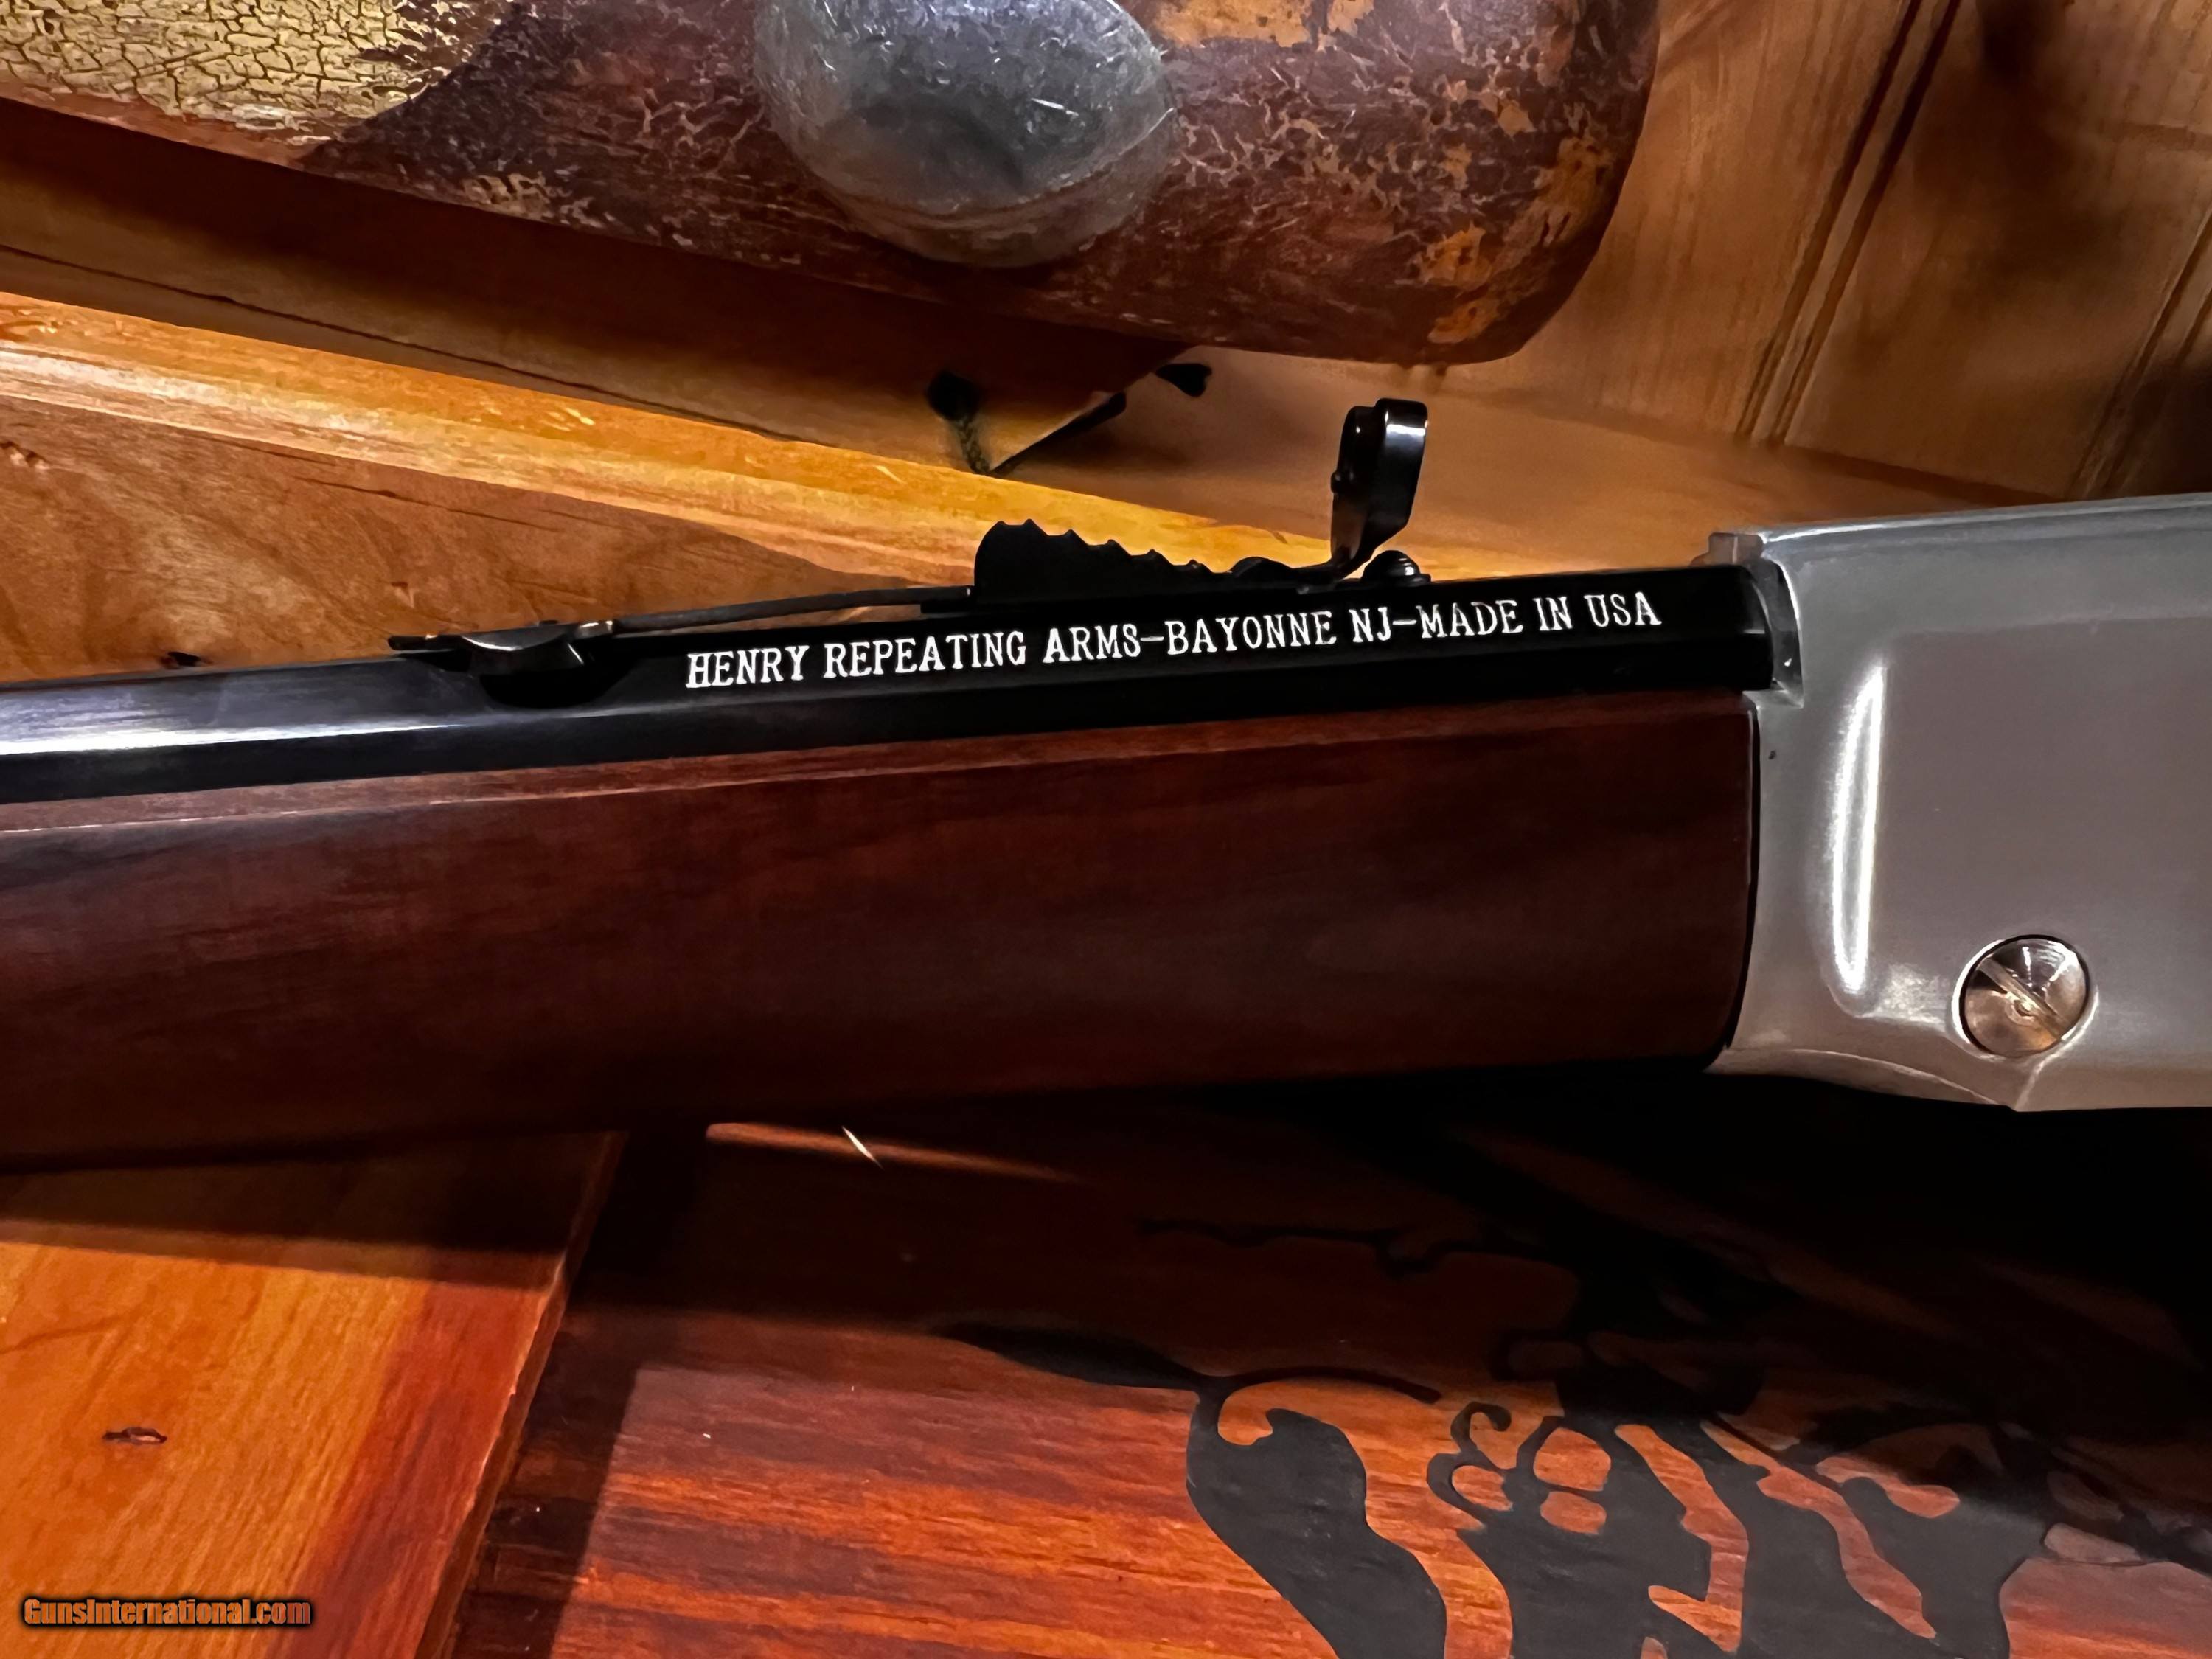 HENRY REPEATING ARMS-BAYONNE NJ-MADE IN USA
GunsInternational.com